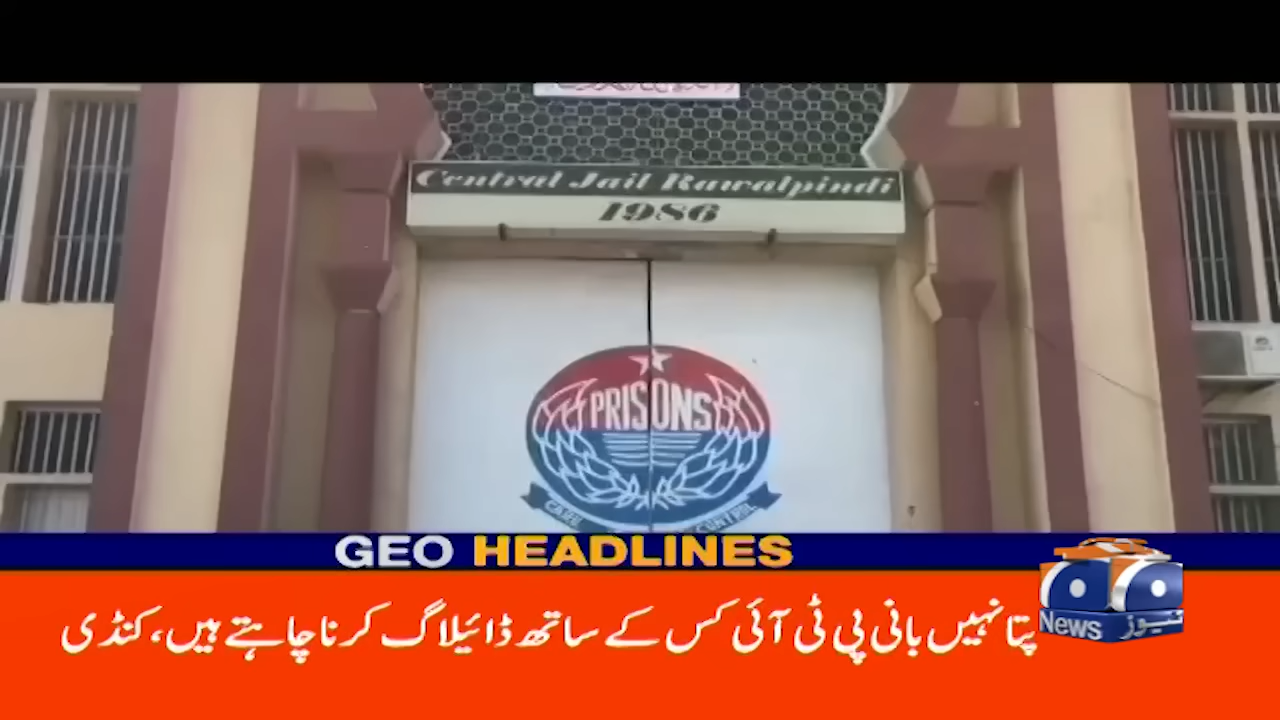 Central Jail Rawalpindi
1986
PRISONS
GEO HEADLINES
پتا نہیں بانی پی ٹی آئی کس کے ساتھ ڈائیلاگ کرنا چاہتے ہیں، کنڈی
News نیوز